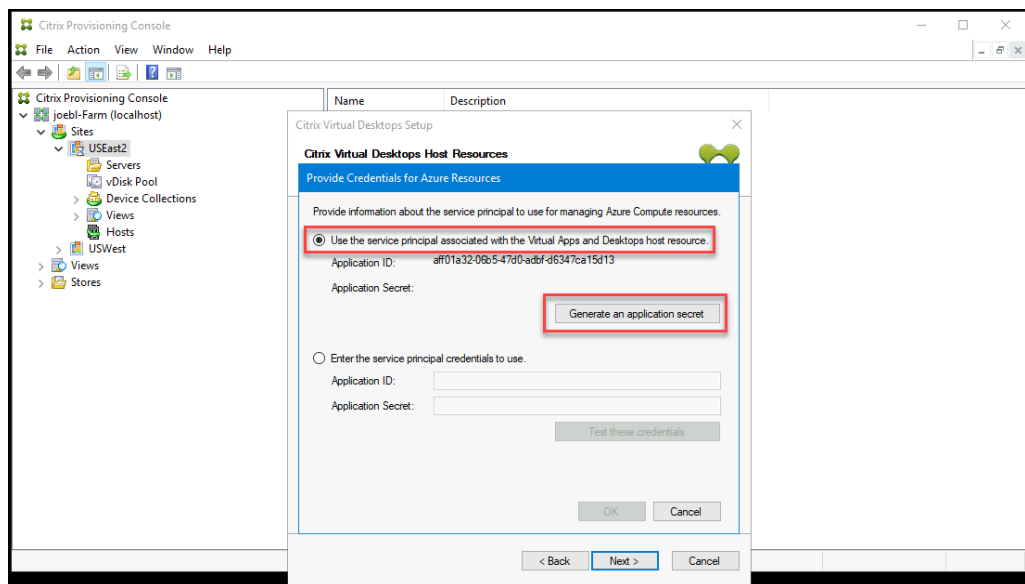 Citrix Provisioning Console
File Action View Window Help
Citrix Provisioning Console
joebl-Farm (localhost)
Sites
USEast2
Servers
vDisk Pool
Device Collections
Views
Hosts
USWest
Views
Stores
Name Description
Citrix Virtual Desktops Setup
Citrix Virtual Desktops Host Resources
Provide Credentials for Azure Resources
Provide information about the service principal to use for managing Azure Compute resources.
Use the service principal associated with the Virtual Apps and Desktops host resource.
Application ID: aff01a32-06b5-47d0-adbf-d6347ca15d13
Application Secret:
Generate an application secret
Enter the service principal credentials to use.
Application ID:
Application Secret:
Test these credentials
OK Cancel
< Back Next > Cancel